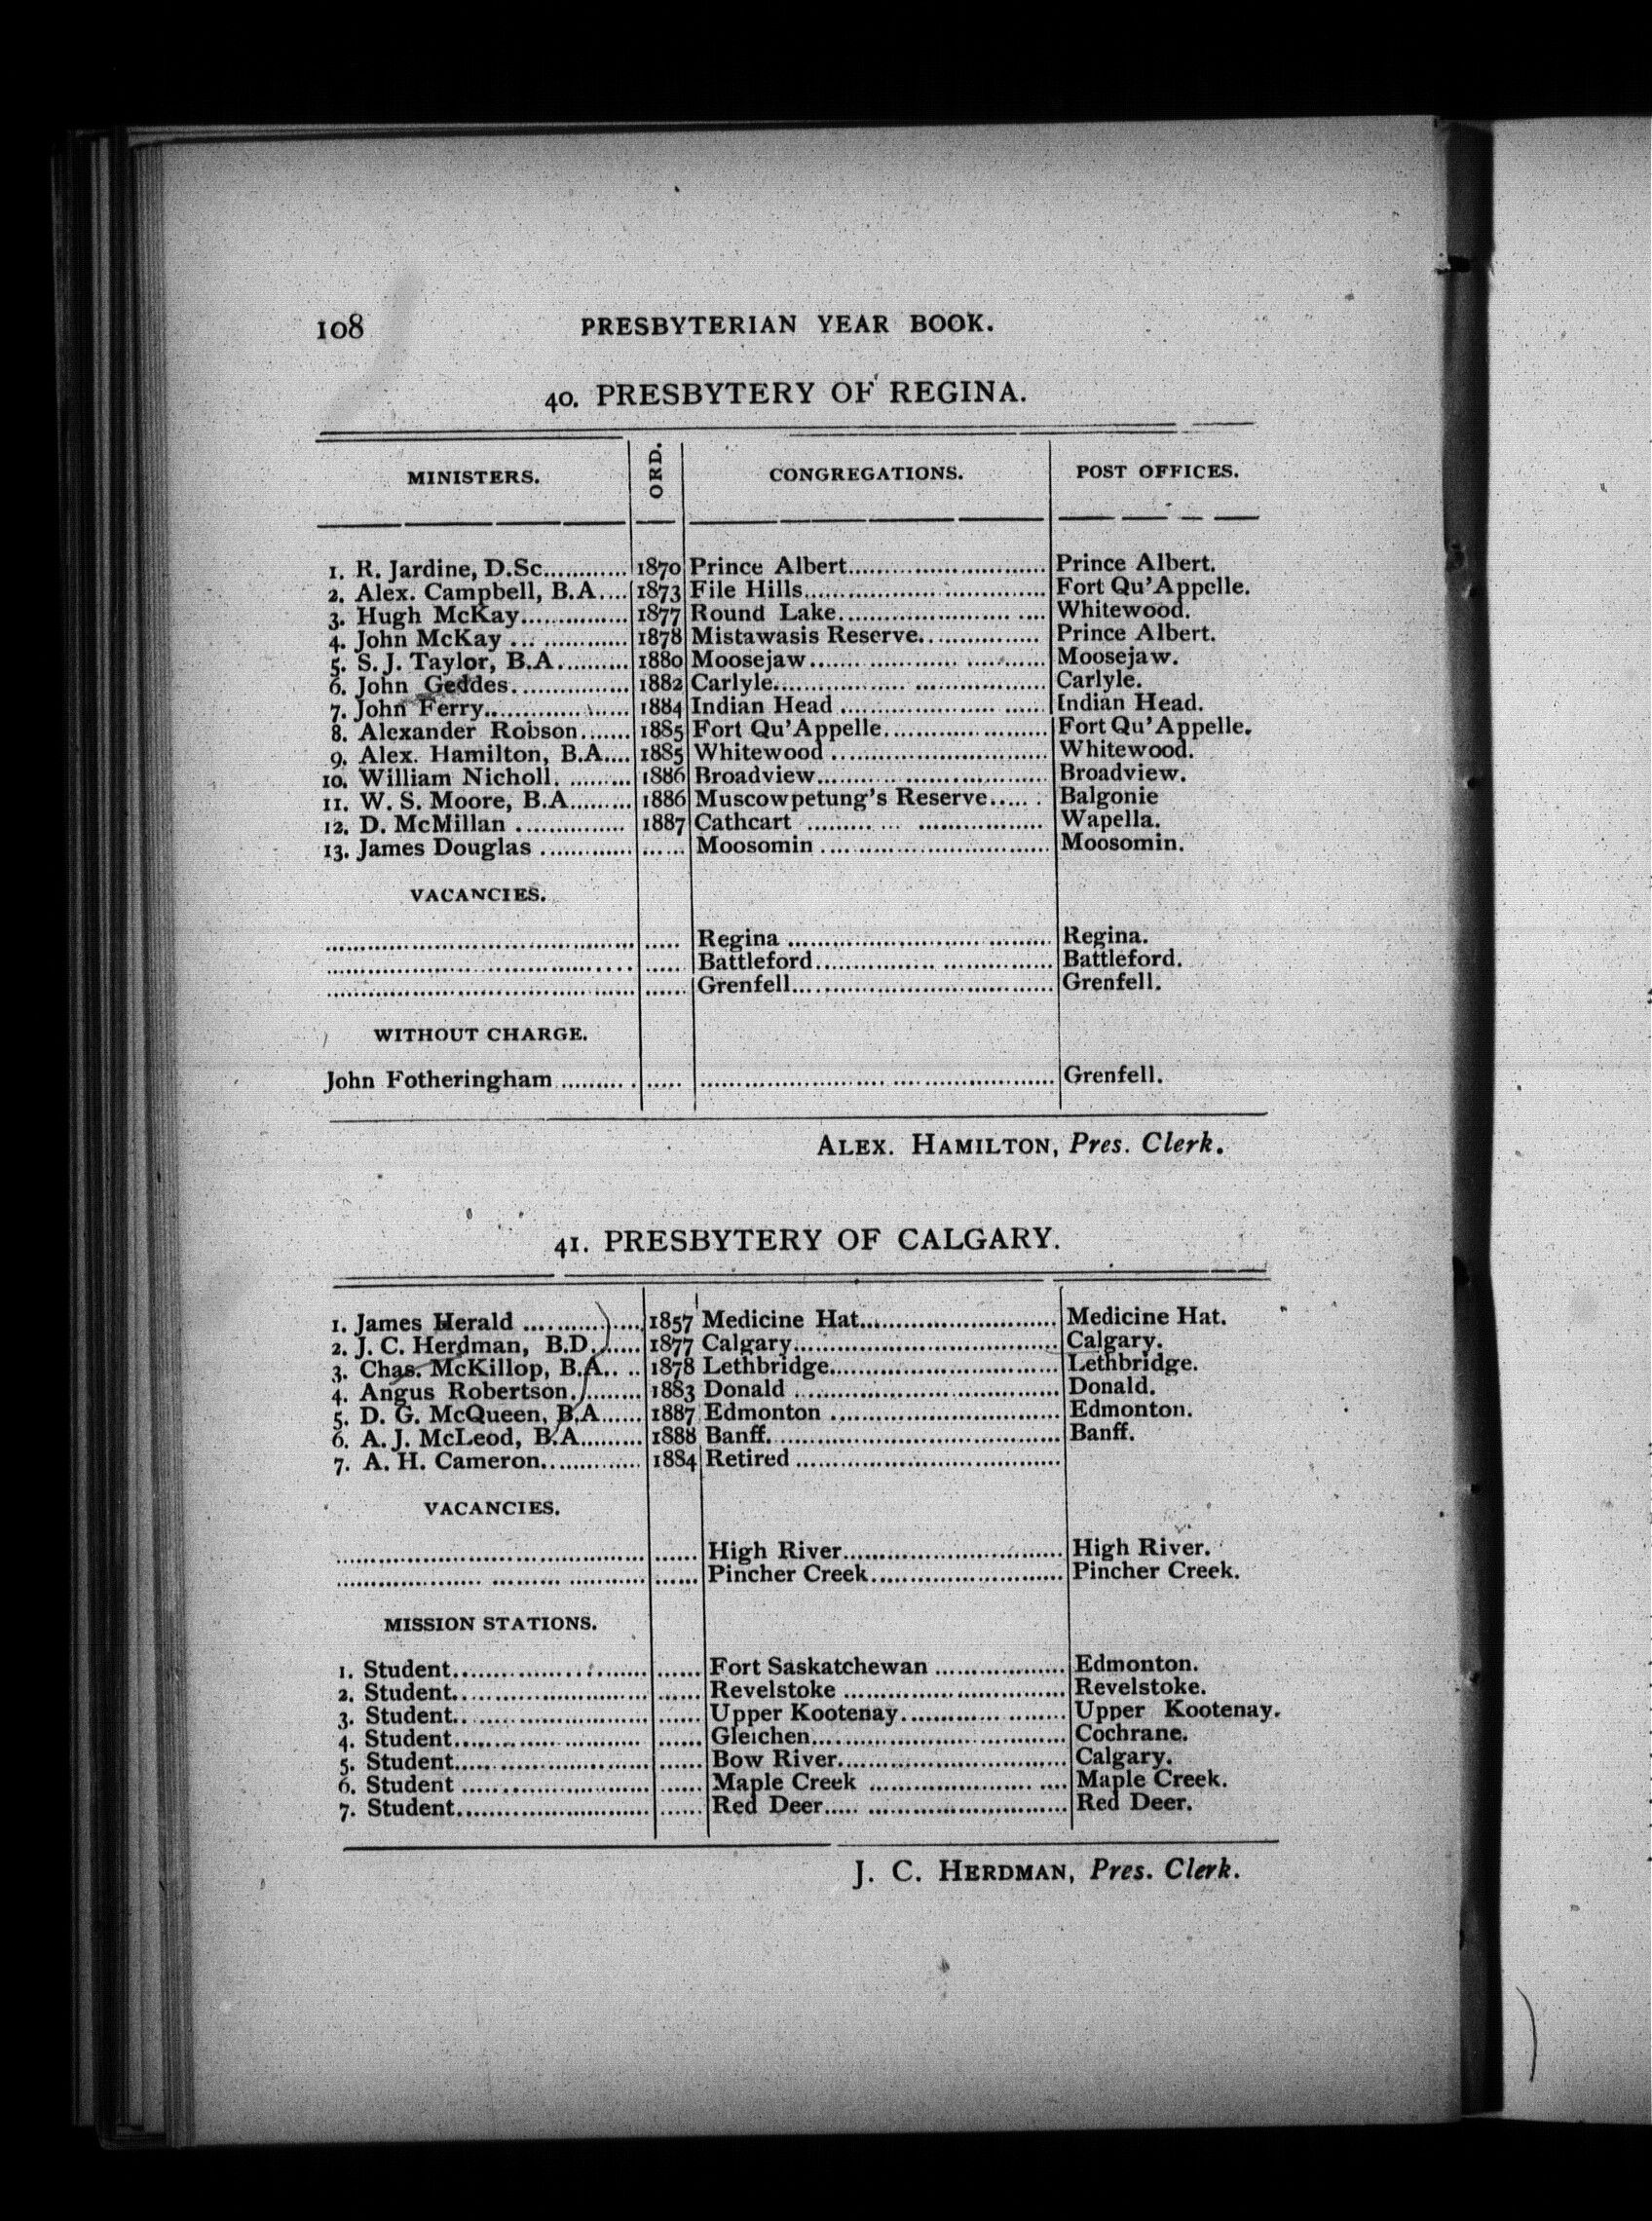 108 PRESBYTERIAN YEAR BOOK.
40. PRESBYTERY OF REGINA.
MINISTERS. ORD. CONGREGATIONS. POST OFFICES.
1. R. Jardine, D.Sc............ 1870 Prince Albert........................... Prince Albert.
2. Alex. Campbell, B.A.... 1873 File Hills................................. Fort Qu'Appelle.
3. Hugh McKay............... 1877 Round Lake............................ Whitewood.
4. John McKay ............... 1878 Mistawasis Reserve................ Prince Albert.
5. S. J. Taylor, B.A.......... 1880 Moosejaw................................ Moosejaw.
6. John Geddes................ 1882 Carlyle..................................... Carlyle.
7. John Ferry................... 1884 Indian Head ........................... Indian Head.
8. Alexander Robson....... 1885 Fort Qu'Appelle...................... Fort Qu'Appelle.
9. Alex. Hamilton, B.A.... 1885 Whitewood ............................. Whitewood.
10. William Nicholl. ......... 1886 Broadview............................... Broadview.
11. W. S. Moore, B.A......... 1886 Muscowpetung's Reserve...... . Balgonie
12. D. McMillan ............... 1887 Cathcart ................................ Wapella.
13. James Douglas ............. ...... Moosomin ............................... Moosomin.
VACANCIES.
.......................................... ...... Regina ................................... Regina.
.......................................... ...... Battleford................................ Battleford.
.......................................... ...... Grenfell................................... Grenfell.
WITHOUT CHARGE.
John Fotheringham .......... ...... ................................................ Grenfell.
ALEX. HAMILTON, Pres. Clerk.
41. PRESBYTERY OF CALGARY.
1. James Herald ................ 1857 Medicine Hat........................... Medicine Hat.
2. J. C. Herdman, B.D....... 1877 Calgary.................................... Calgary.
3. Chas. McKillop, B.A.. .. 1878 Lethbridge............................... Lethbridge.
4. Angus Robertson.......... 1883 Donald .................................... Donald.
5. D. G. McQueen, B.A...... 1887 Edmonton ............................... Edmonton.
6. A. J. McLeod, B.A......... 1888 Banff........................................ Banff.
7. A. H. Cameron.............. 1884 Retired ....................................
VACANCIES.
.......................................... ...... High River.............................. High River.
.......................................... ...... Pincher Creek.......................... Pincher Creek.
MISSION STATIONS.
1. Student.......................... ...... Fort Saskatchewan .................. Edmonton.
2. Student.......................... ...... Revelstoke .............................. Revelstoke.
3. Student.......................... ...... Upper Kootenay...................... Upper Kootenay.
4. Student.......................... ...... Gleichen.................................. Cochrane.
5. Student.......................... ...... Bow River............................... Calgary.
6. Student ......................... ...... Maple Creek ........................... Maple Creek.
7. Student.......................... ...... Red Deer................................. Red Deer.
J. C. HERDMAN, Pres. Clerk.